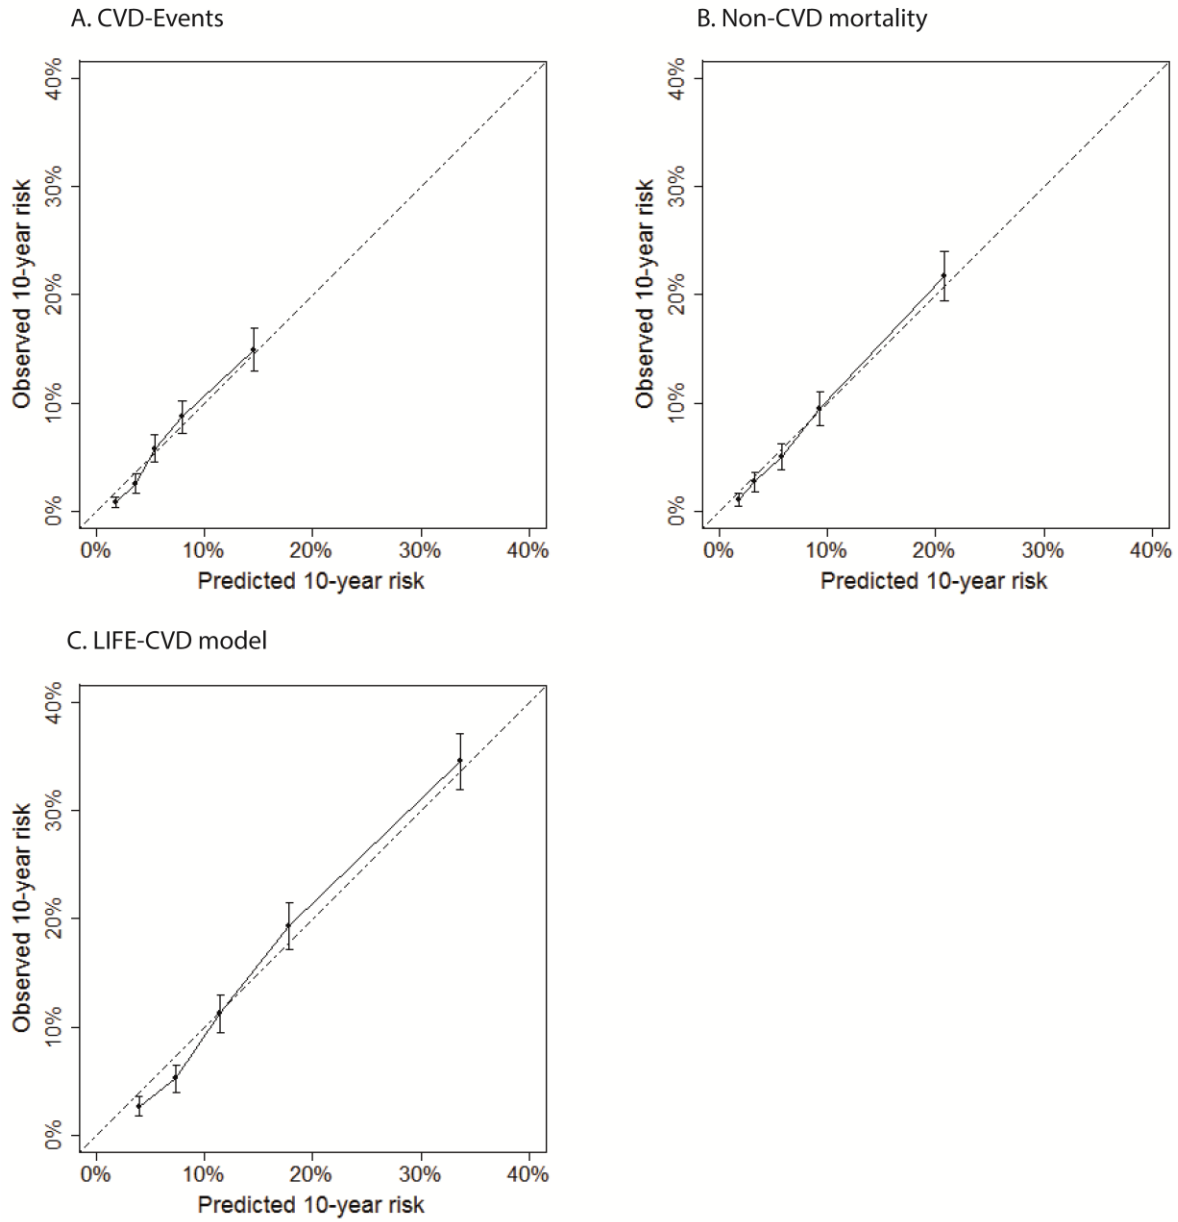 A. CVD-Events
40%
30%
20%
10%
0%
Observed 10-year risk
0% 10% 20% 30% 40%
Predicted 10-year risk
B. Non-CVD mortality
40%
30%
20%
10%
0%
Observed 10-year risk
0% 10% 20% 30% 40%
Predicted 10-year risk
C. LIFE-CVD model
40%
30%
20%
10%
0%
Observed 10-year risk
0% 10% 20% 30% 40%
Predicted 10-year risk